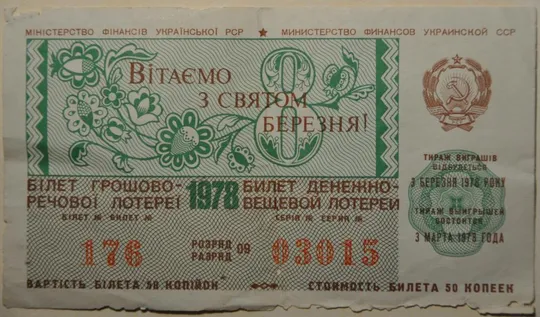 МІНІСТЕРСТВО ФІНАНСІВ УКРАЇНСЬКОЇ РСР ★ МИНИСТЕРСТВО ФИНАНСОВ УКРАИНСКОЙ ССР
ВІТАЄМО
З СВЯТОМ
8
БЕРЕЗНЯ!
ТИРАЖ ВИГРАШІВ
ВІДБУДЕТЬСЯ
3 БЕРЕЗНЯ 1978 РОКУ
ТИРАЖ ВЫИГРЫШЕЙ
СОСТОИТСЯ
3 МАРТА 1978 ГОДА
БІЛЕТ ГРОШОВО-
РЕЧОВОЇ ЛОТЕРЕЇ
1978
БИЛЕТ ДЕНЕЖНО-
ВЕЩЕВОЙ ЛОТЕРЕИ
БІЛЕТ № БИЛЕТ №
СЕРІЯ № СЕРИЯ №
176
РОЗРЯД
РАЗРЯД
09
03015
ВАРТІСТЬ БІЛЕТА 50 КОПІЙОК
СТОИМОСТЬ БИЛЕТА 50 КОПЕЕК